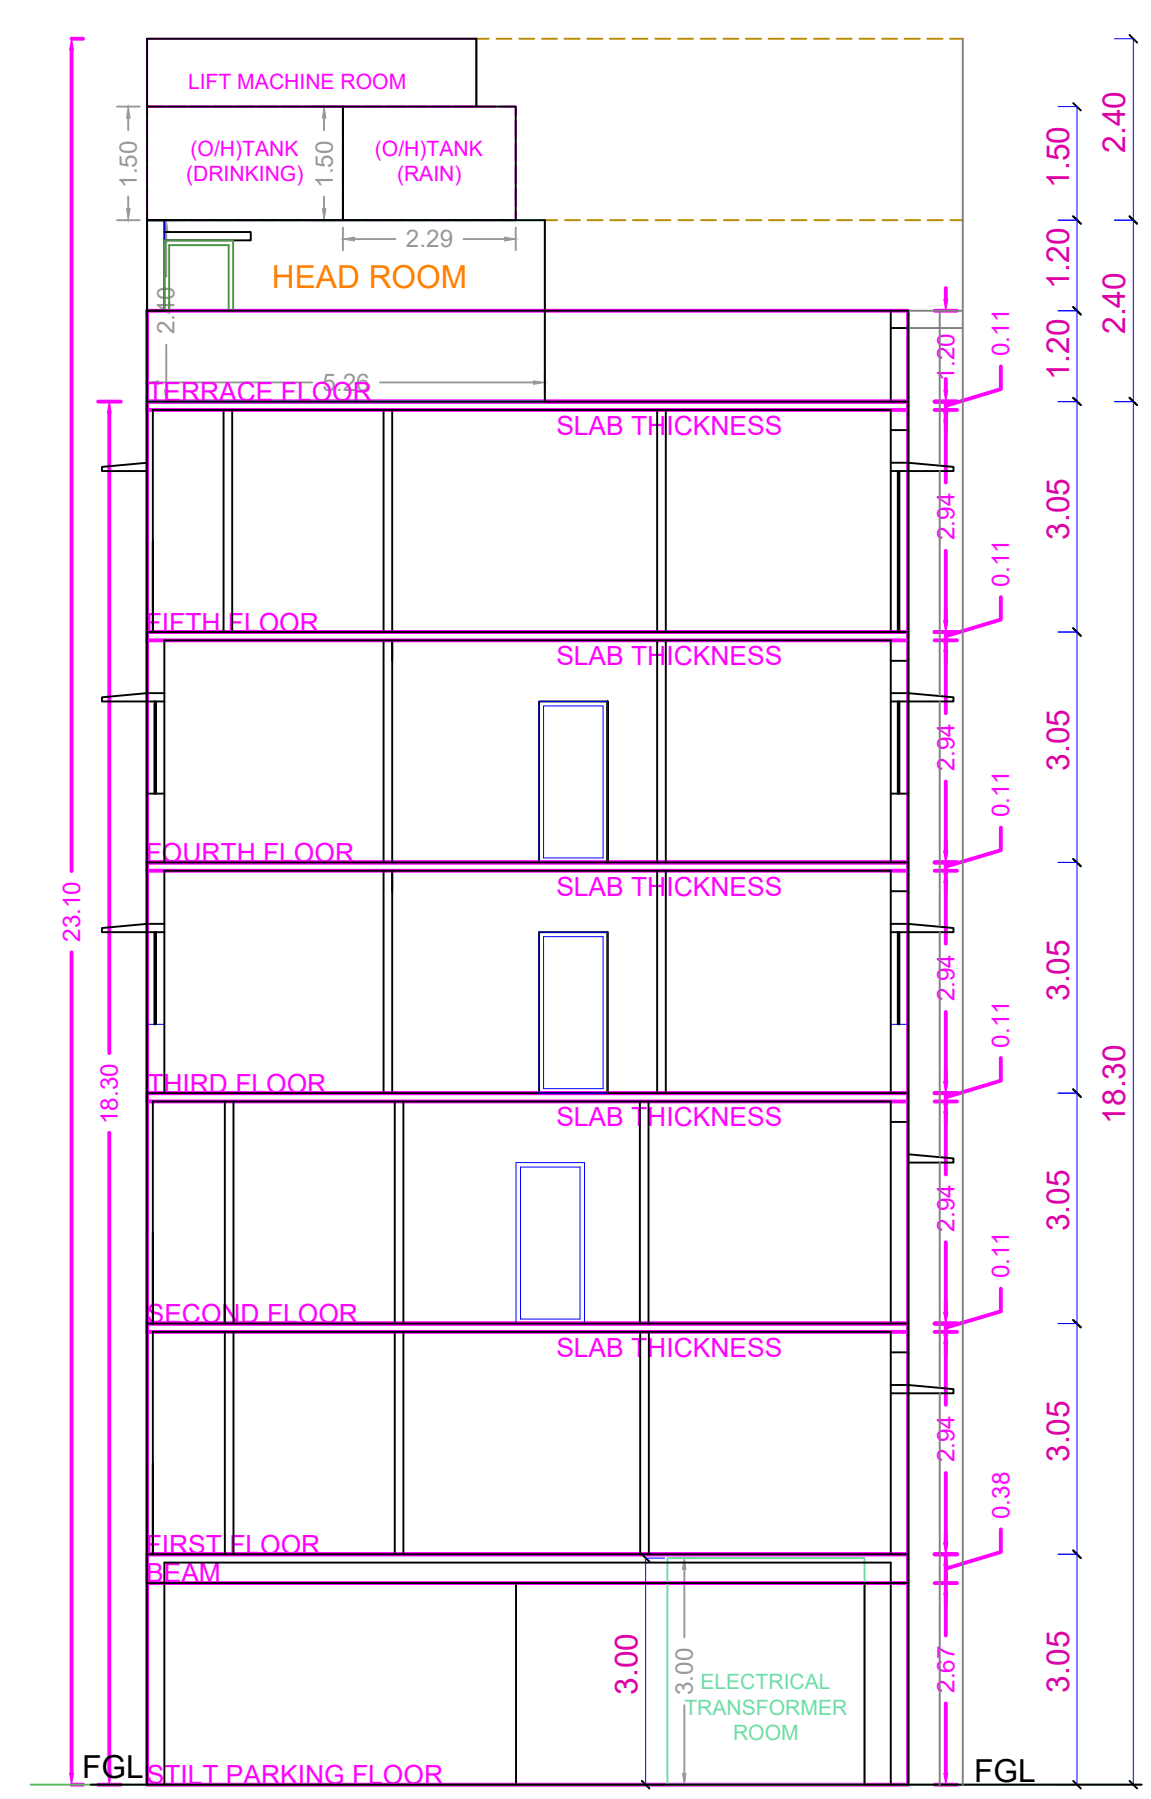 LIFT MACHINE ROOM
(O/H)TANK
(DRINKING)
(O/H)TANK
(RAIN)
1.50
1.50
1.50
2.40
2.29
HEAD ROOM
1.20
2.40
2.40
1.20
1.20
0.11
5.26
TERRACE FLOOR
SLAB THICKNESS
2.94
3.05
0.11
FIFTH FLOOR
SLAB THICKNESS
2.94
3.05
0.11
FOURTH FLOOR
SLAB THICKNESS
23.10
2.94
3.05
0.11
THIRD FLOOR
18.30
18.30
SLAB THICKNESS
2.94
3.05
0.11
SECOND FLOOR
SLAB THICKNESS
2.94
3.05
0.38
FIRST FLOOR
BEAM
3.00
3.00
ELECTRICAL
TRANSFORMER
ROOM
2.67
3.05
FGL
STILT PARKING FLOOR
FGL